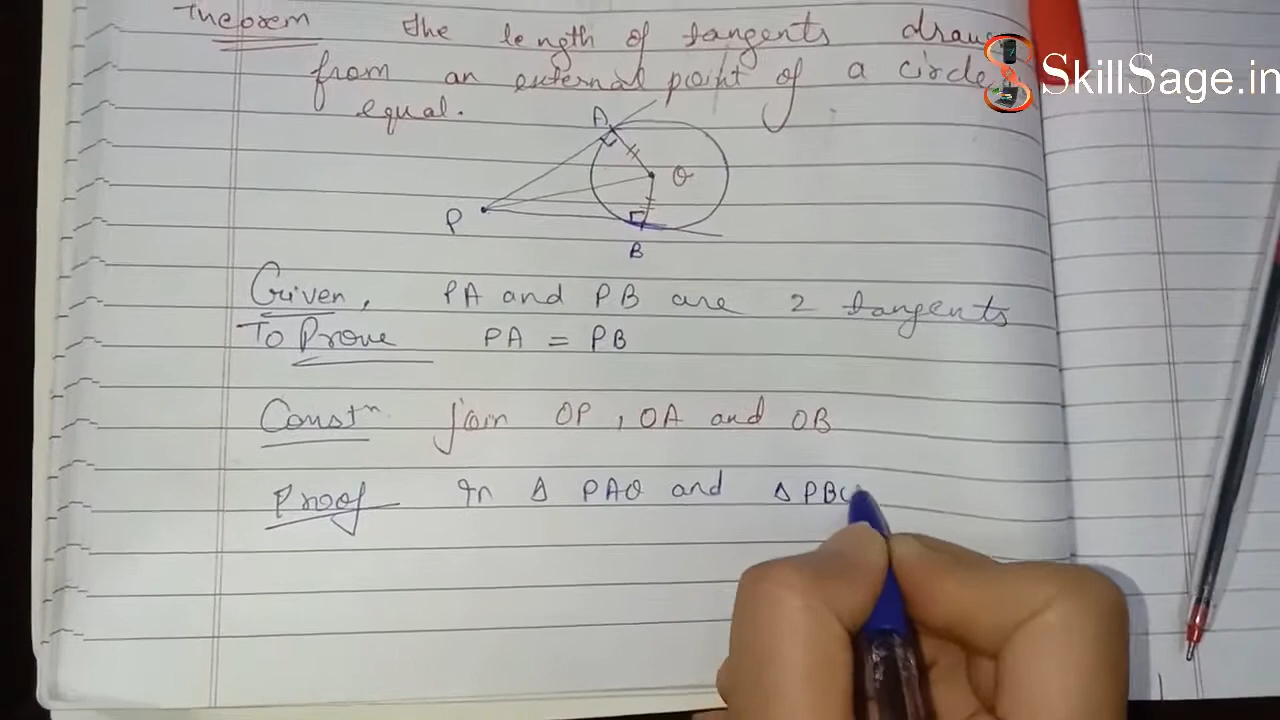 Theorem the length of tangents draw
from an external point of a circle
equal.
SkillSage.in
A
O
P
B
Given, PA and PB are 2 tangents
To Prove PA = PB
Constn. Join OP, OA and OB
Proof In Δ PAO and Δ PBO